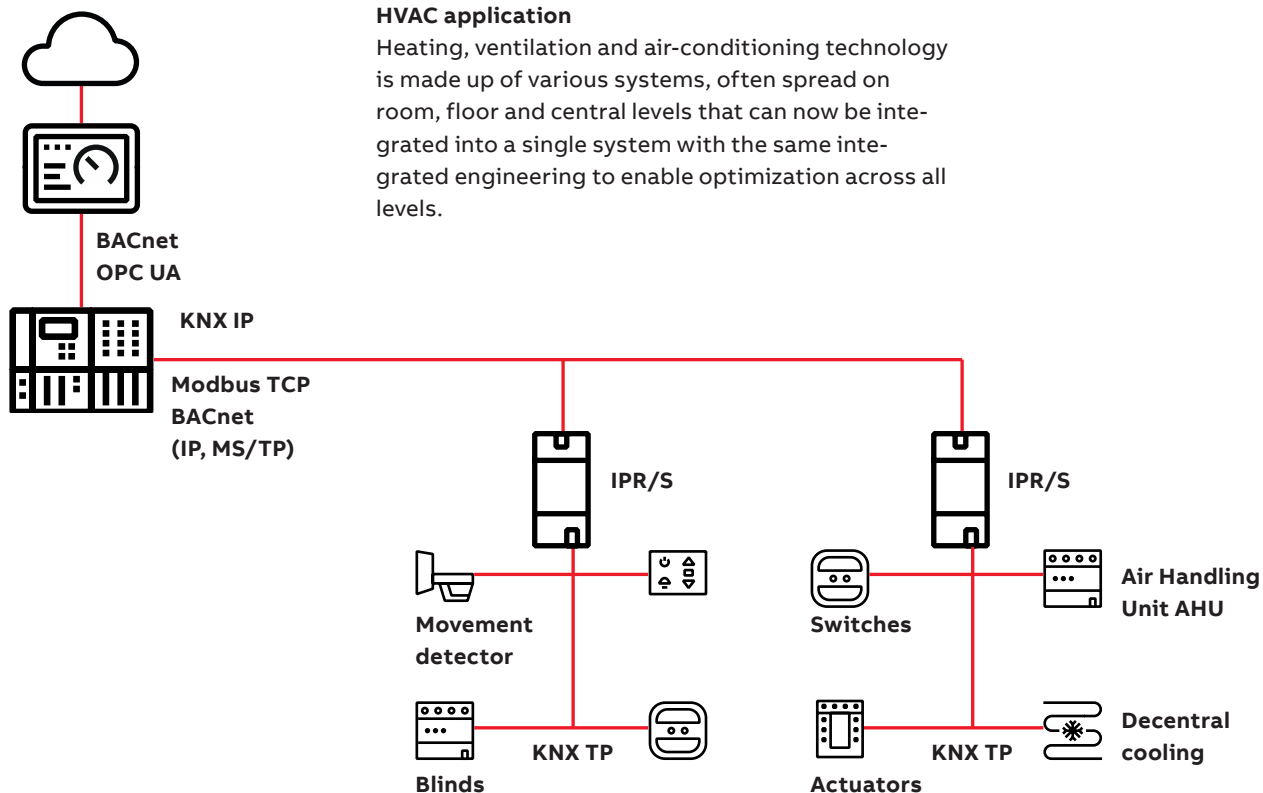 HVAC application
Heating, ventilation and air-conditioning technology
is made up of various systems, often spread on
room, floor and central levels that can now be inte-
grated into a single system with the same inte-
grated engineering to enable optimization across all
levels.
BACnet
OPC UA
KNX IP
Modbus TCP
BACnet
(IP, MS/TP)
IPR/S
IPR/S
Movement
detector
Switches
Air Handling
Unit AHU
Blinds
KNX TP
Actuators
KNX TP
Decentral
cooling